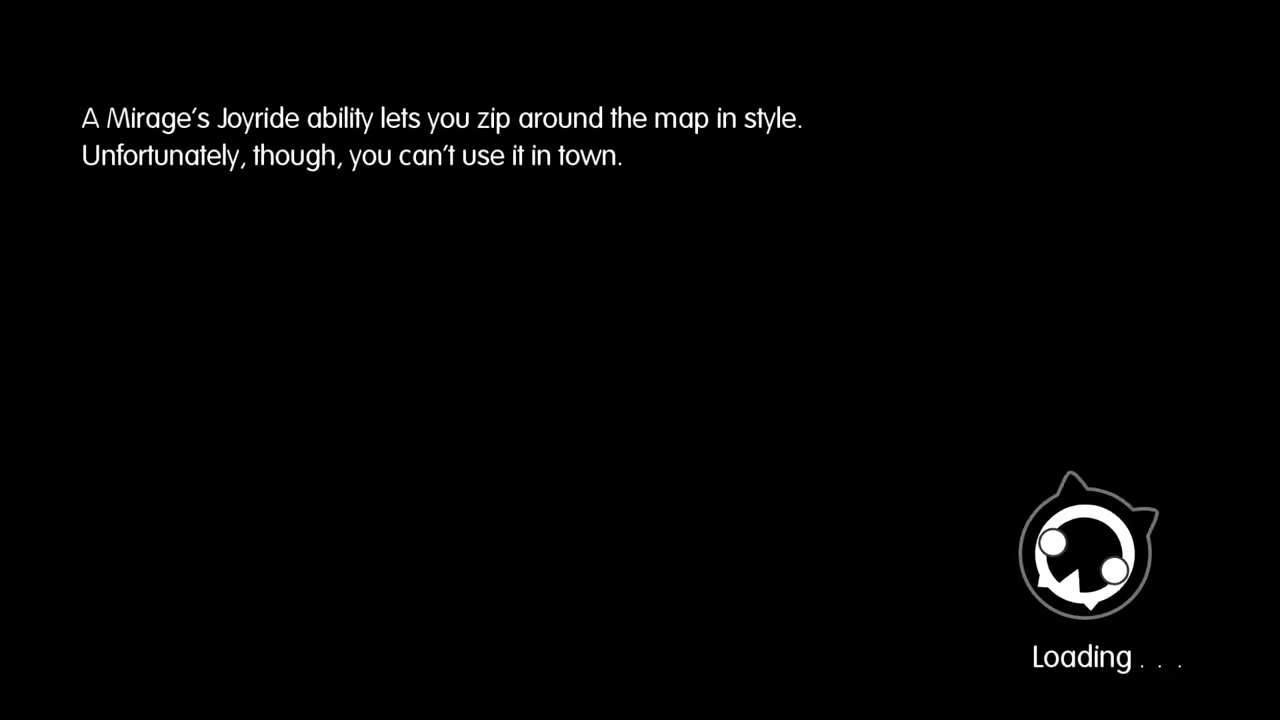 A Mirage's Joyride ability lets you zip around the map in style.
Unfortunately, though, you can't use it in town.
Loading . . .